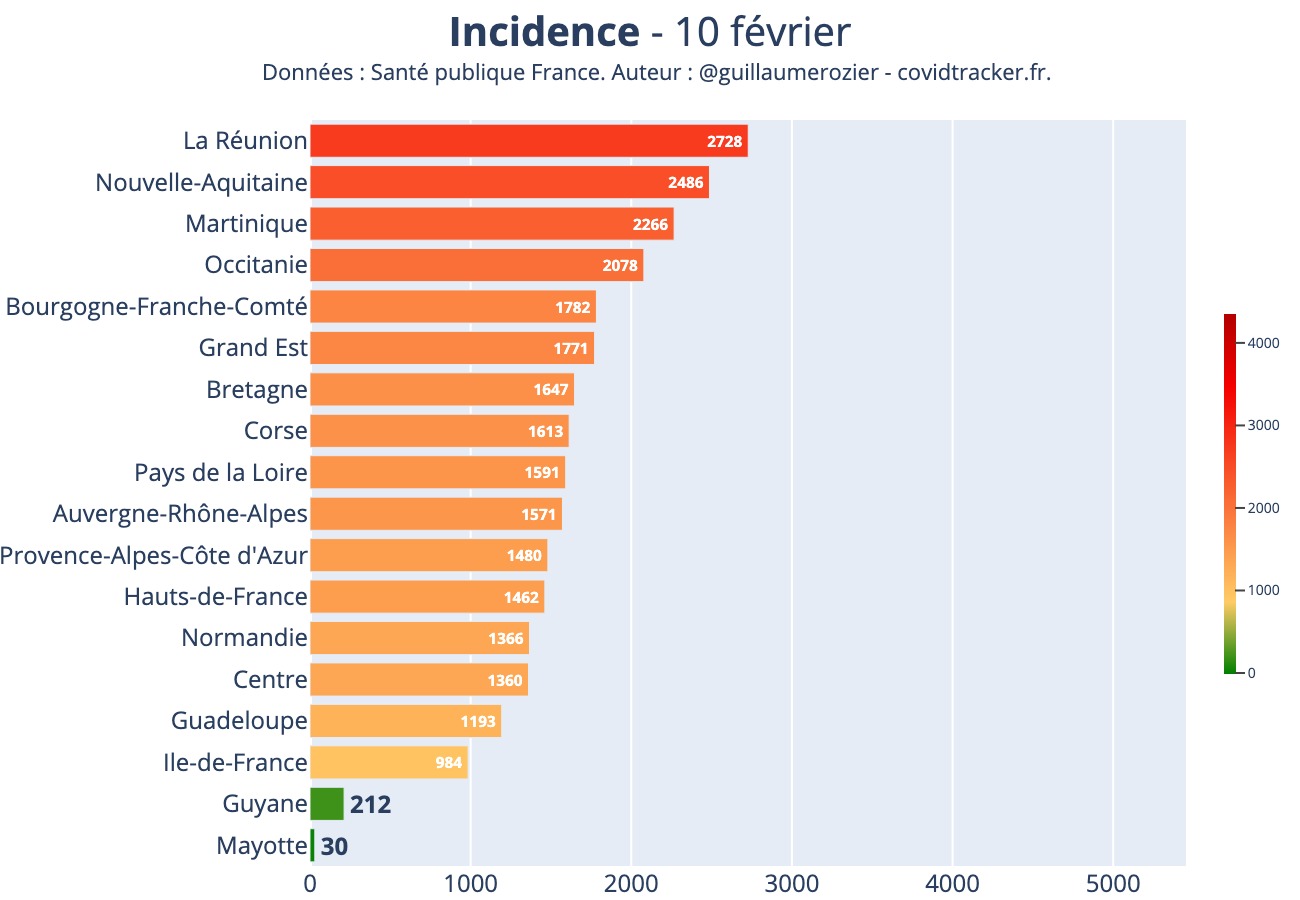 Incidence - 10 février
Données : Santé publique France. Auteur : @guillaumerozier - covidtracker.fr.
La Réunion 2728
Nouvelle-Aquitaine 2486
Martinique 2266
Occitanie 2078
Bourgogne-Franche-Comté 1782
Grand Est 1771
Bretagne 1647
Corse 1613
Pays de la Loire 1591
Auvergne-Rhône-Alpes 1571
Provence-Alpes-Côte d'Azur 1480
Hauts-de-France 1462
Normandie 1366
Centre 1360
Guadeloupe 1193
Ile-de-France 984
Guyane 212
Mayotte 30
0 1000 2000 3000 4000 5000
4000
3000
2000
1000
0